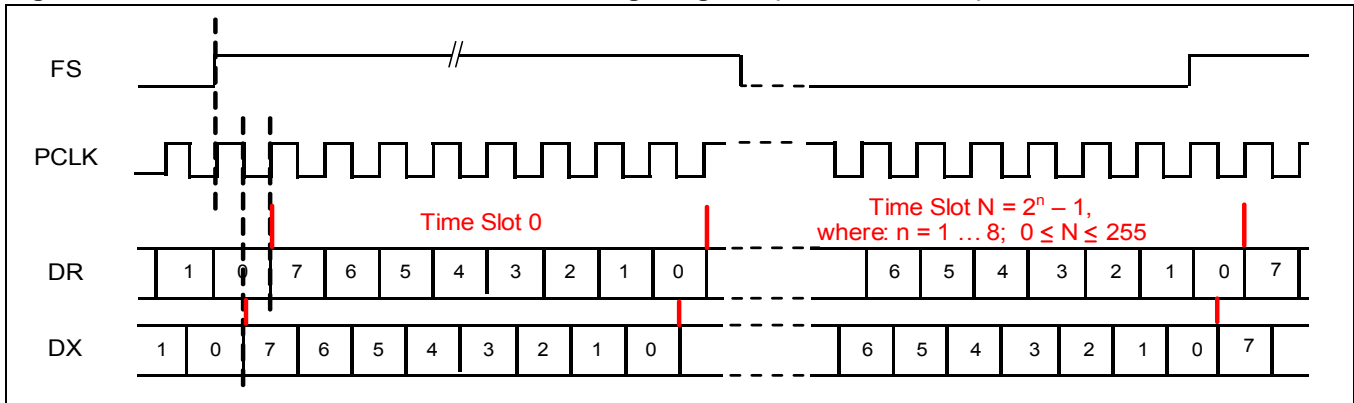 FS
PCLK
Time Slot 0
Time Slot N = 2ⁿ – 1,
where: n = 1 … 8; 0 ≤ N ≤ 255
DR 1 0 7 6 5 4 3 2 1 0 6 5 4 3 2 1 0 7
DX 1 0 7 6 5 4 3 2 1 0 6 5 4 3 2 1 0 7